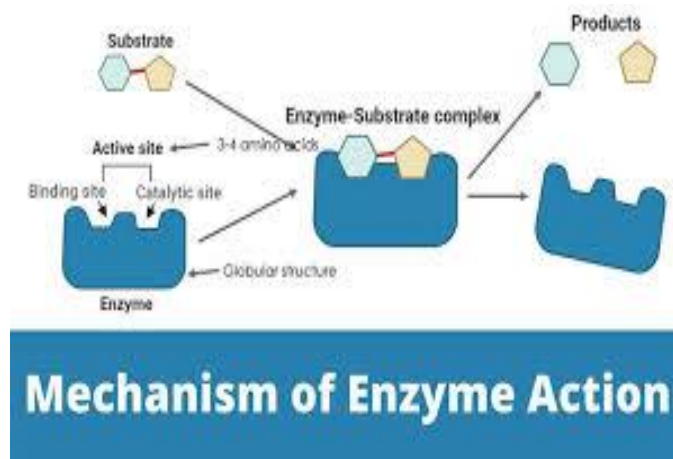 Products
Substrate
Enzyme-Substrate complex
Active site
3-4 amino acids
Binding site
Catalytic site
Globular structure
Enzyme
Mechanism of Enzyme Action